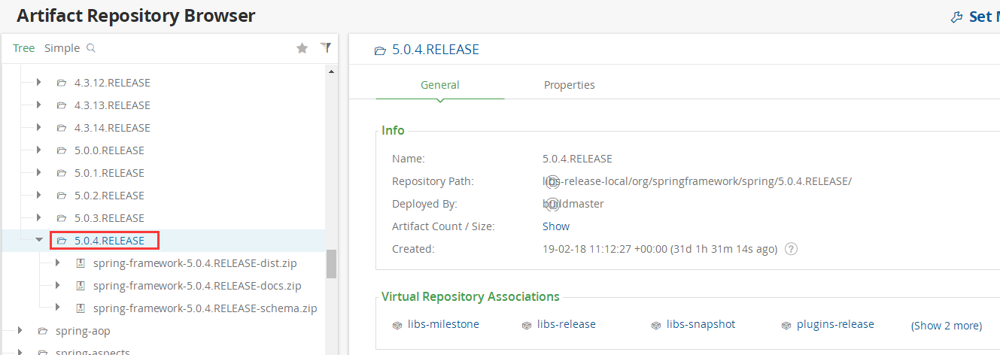 Artifact Repository Browser
Set
Tree Simple
4.3.12.RELEASE
4.3.13.RELEASE
4.3.14.RELEASE
5.0.0.RELEASE
5.0.1.RELEASE
5.0.2.RELEASE
5.0.3.RELEASE
5.0.4.RELEASE
spring-framework-5.0.4.RELEASE-dist.zip
spring-framework-5.0.4.RELEASE-docs.zip
spring-framework-5.0.4.RELEASE-schema.zip
spring-aop
spring-aspects
5.0.4.RELEASE
General Properties
Info
Name: 5.0.4.RELEASE
Repository Path: libs-release-local/org/springframework/spring/5.0.4.RELEASE/
Deployed By: buildmaster
Artifact Count / Size: Show
Created: 19-02-18 11:12:27 +00:00 (31d 1h 31m 14s ago) ?
Virtual Repository Associations
libs-milestone libs-release libs-snapshot plugins-release (Show 2 more)